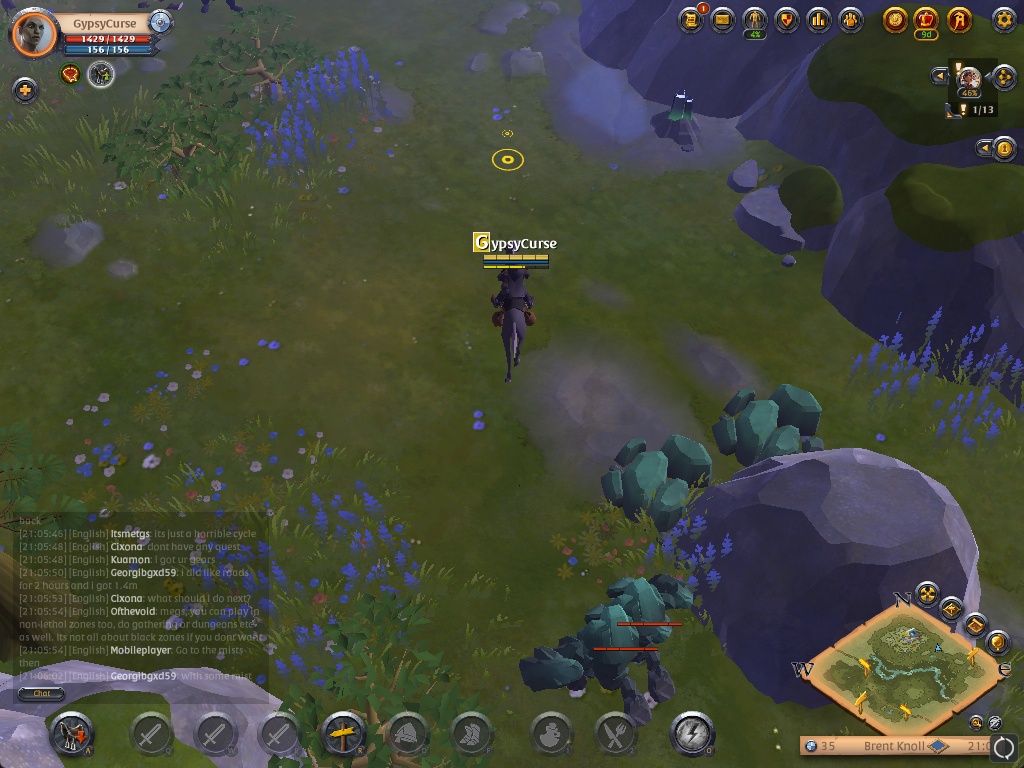 GypsyCurse
1429 / 1429
156 / 156
1
4%
9d
46%
1/13
GypsyCurse
back
[21:05:46] [English] Itsmetgs: Its just a horrible cycle
[21:05:48] [English] Cixona: dont have any quest
[21:05:48] [English] Kuamon: I got ur gears
[21:05:50] [English] Georgibgxd59: i did like roads
for 2 hours and i got 1.4m
[21:05:53] [English] Cixona: what should i do next?
[21:05:54] [English] Ofthevoid: megs, you can play in
non-lethal zones too, do gathering or dungeons etc
as well. Its not all about black zones if you dont want
[21:05:54] [English] Mobileplayer: Go to the mists
then
[21:06:02] [English] Georgibgxd59: with some
Chat
A
R
N
W
E
35
Brent Knoll